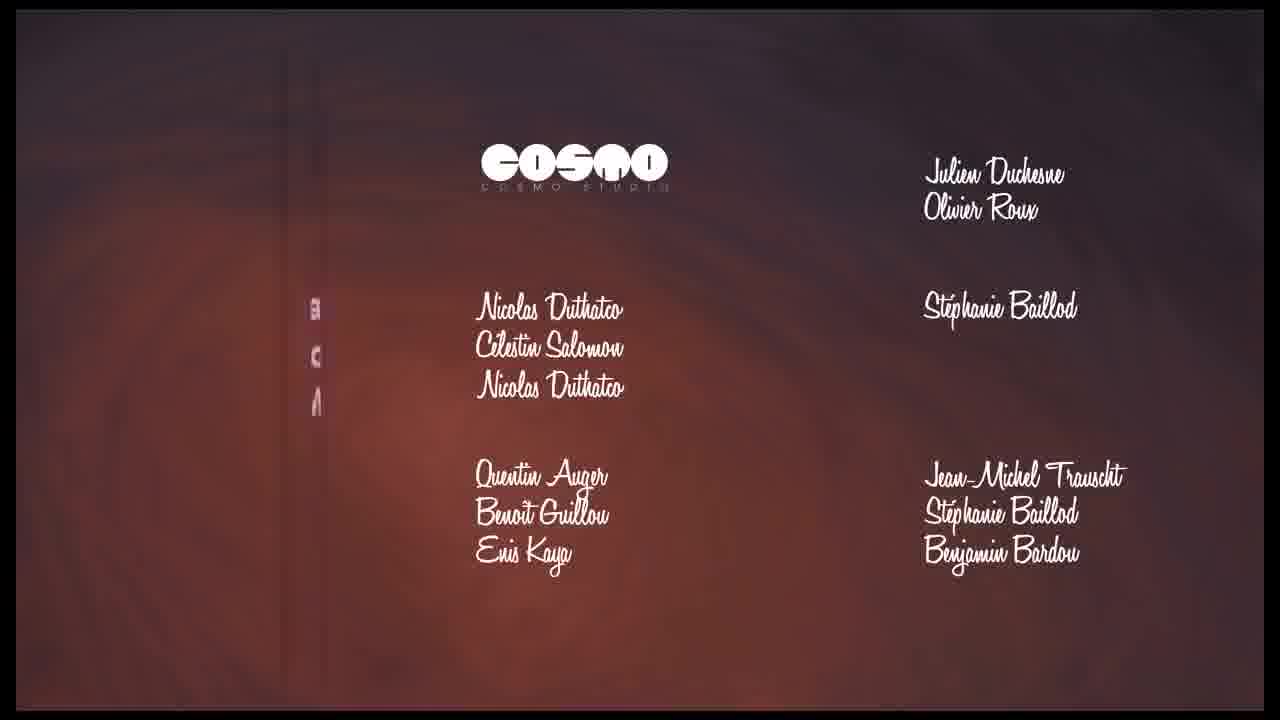 COSMO
COSMO STUDIO
Julien Duchesne
Olivier Roux
Nicolas Duthatco
Célestin Salomon
Nicolas Duthatco
Stéphanie Baillod
Quentin Auger
Benoît Guillou
Enis Kaya
Jean-Michel Trauscht
Stéphanie Baillod
Benjamin Bardou